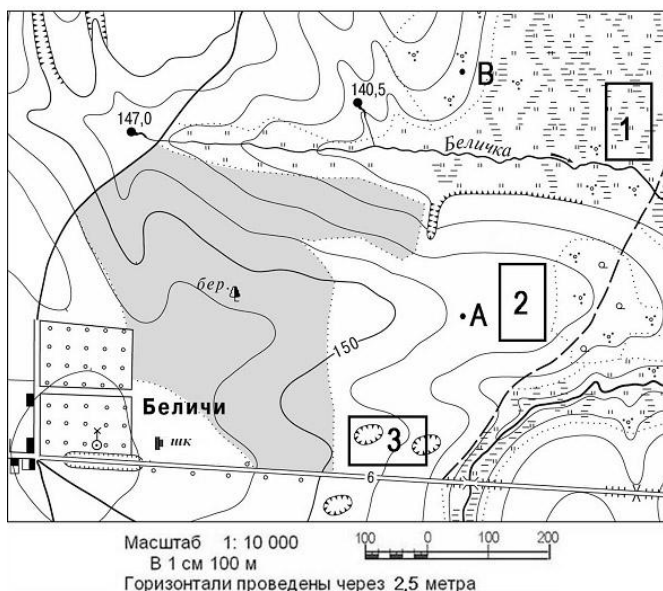 В
140,5
147,0
1
Беличка
бер.
2
А
150
Беличи
3
шк
6
Масштаб 1: 10 000
В 1 см 100 м
100 0 100 200
Горизонтали проведены через 2,5 метра